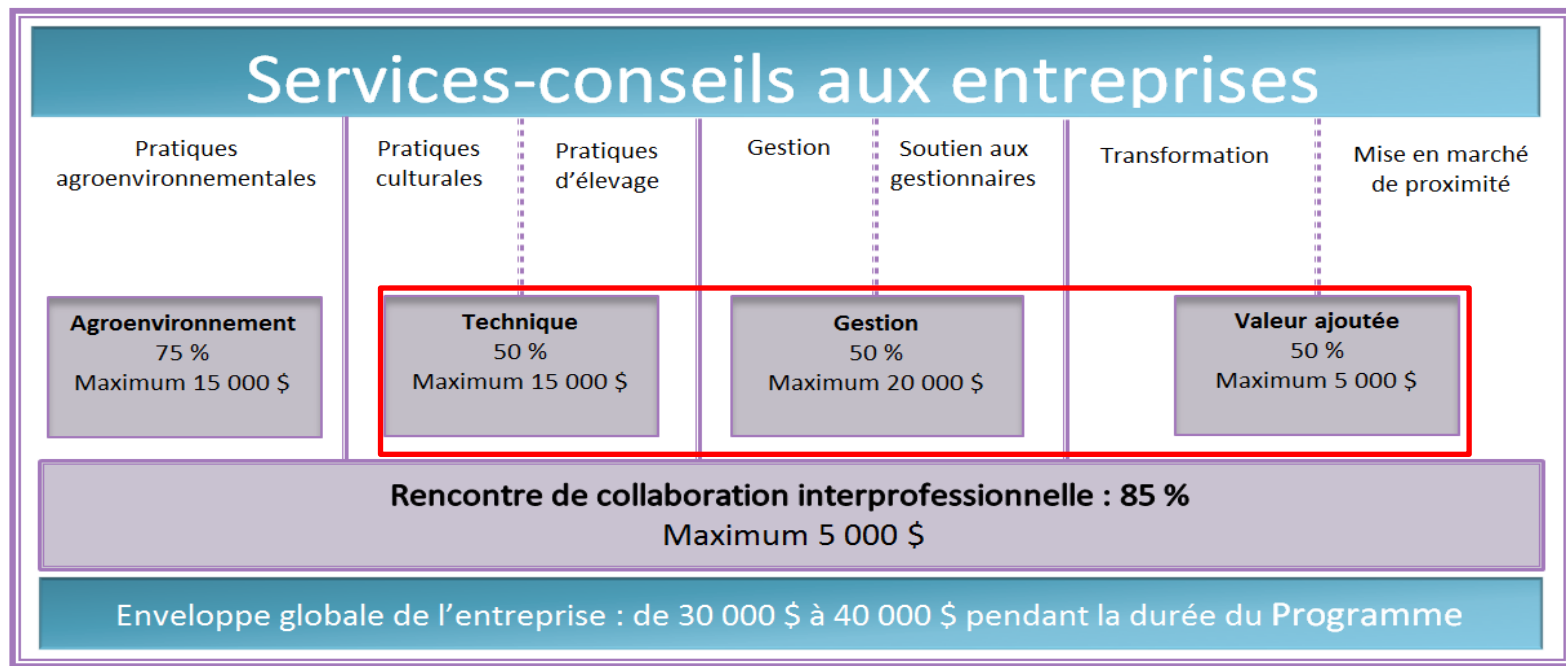 Services-conseils aux entreprises
Pratiques
agroenvironnementales
Pratiques
culturales
Pratiques
d’élevage
Gestion
Soutien aux
gestionnaires
Transformation
Mise en marché
de proximité
Agroenvironnement
75 %
Maximum 15 000 $
Technique
50 %
Maximum 15 000 $
Gestion
50 %
Maximum 20 000 $
Valeur ajoutée
50 %
Maximum 5 000 $
Rencontre de collaboration interprofessionnelle : 85 %
Maximum 5 000 $
Enveloppe globale de l’entreprise : de 30 000 $ à 40 000 $ pendant la durée du Programme